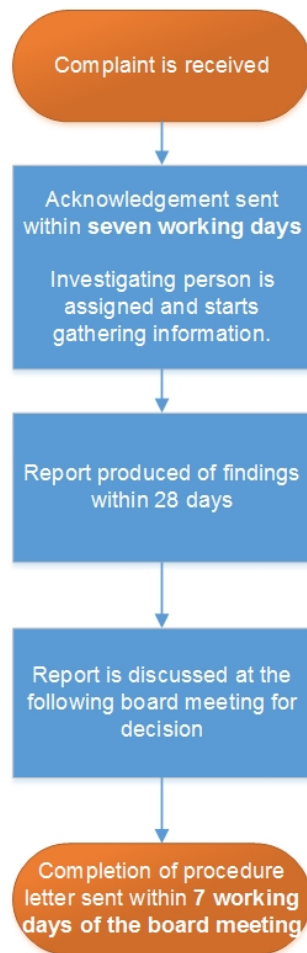 Complaint is received
Acknowledgement sent
within seven working days
Investigating person is
assigned and starts
gathering information.
Report produced of findings
within 28 days
Report is discussed at the
following board meeting for
decision
Completion of procedure
letter sent within 7 working
days of the board meeting